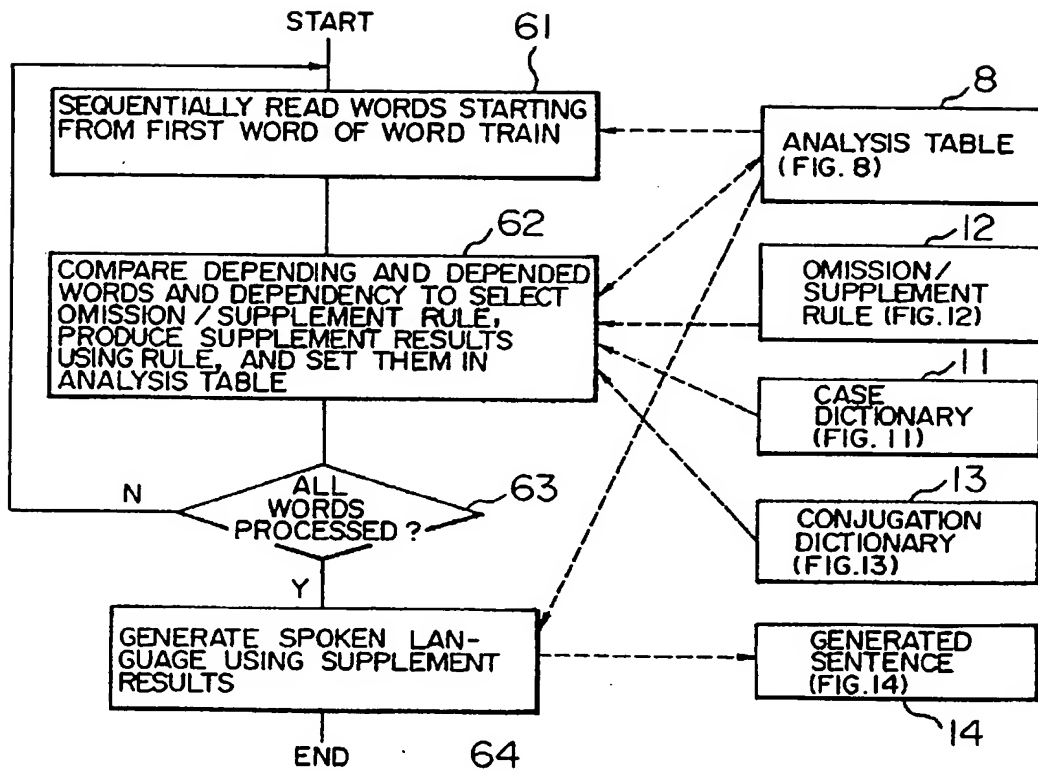 START
61
SEQUENTIALLY READ WORDS STARTING
FROM FIRST WORD OF WORD TRAIN
8
ANALYSIS TABLE
(FIG. 8)
62
COMPARE DEPENDING AND DEPENDED
WORDS AND DEPENDENCY TO SELECT
OMISSION / SUPPLEMENT RULE,
PRODUCE SUPPLEMENT RESULTS
USING RULE, AND SET THEM IN
ANALYSIS TABLE
12
OMISSION/
SUPPLEMENT
RULE (FIG.12)
11
CASE
DICTIONARY
(FIG. 11)
N
ALL
WORDS
PROCESSED ?
63
13
CONJUGATION
DICTIONARY
(FIG.13)
Y
GENERATE SPOKEN LAN-
GUAGE USING SUPPLEMENT
RESULTS
GENERATED
SENTENCE
(FIG.14)
END
64
14